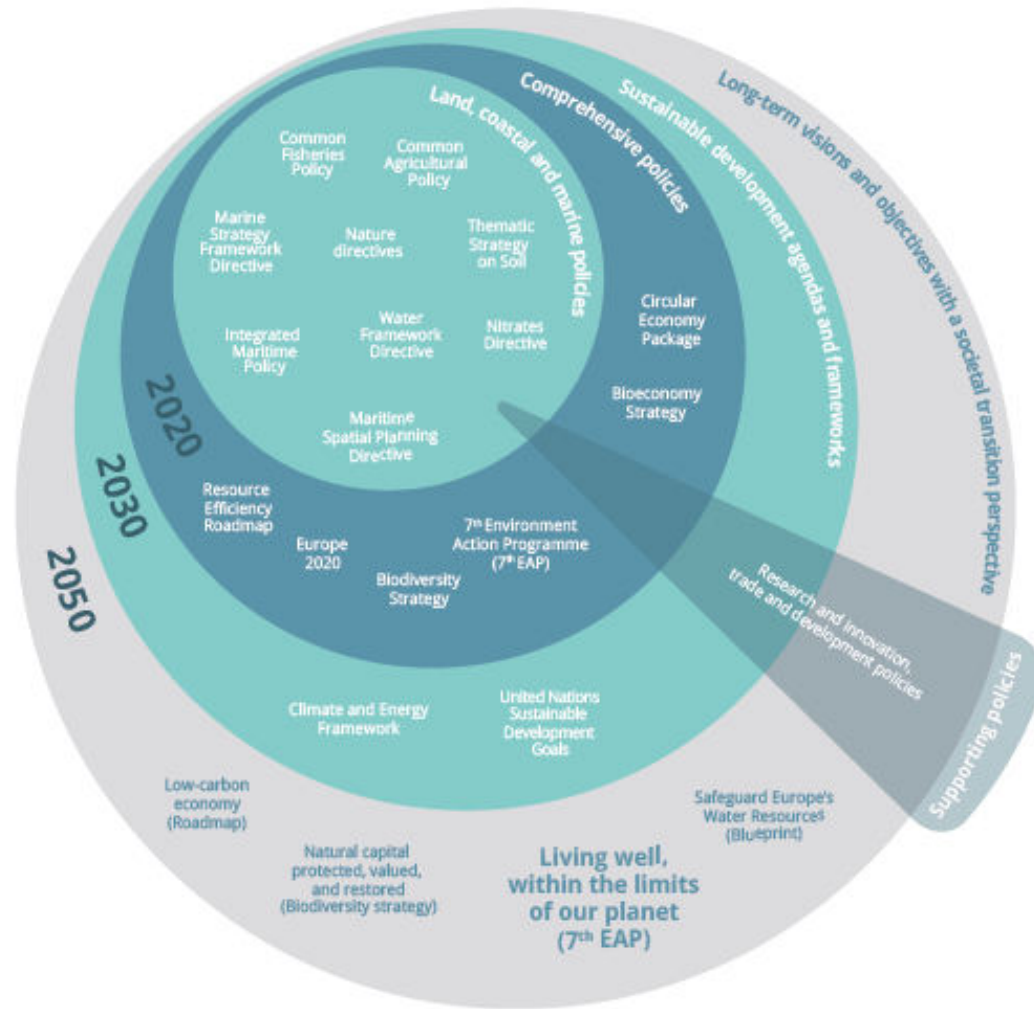 Long-term visions and objectives with a societal transition perspective
Sustainable development agendas and frameworks
Comprehensive policies
Land, coastal and marine policies
Common
Fisheries
Policy
Common
Agricultural
Policy
Marine
Strategy
Framework
Directive
Nature
directives
Thematic
Strategy
on Soil
Integrated
Maritime
Policy
Water
Framework
Directive
Nitrates
Directive
Maritime
Spatial Planning
Directive
Circular
Economy
Package
Bioeconomy
Strategy
2020
2030
2050
Resource
Efficiency
Roadmap
Europe
2020
Biodiversity
Strategy
7th Environment
Action Programme
(7th EAP)
Research and innovation,
trade and development policies
Supporting policies
Climate and Energy
Framework
United Nations
Sustainable
Development
Goals
Low-carbon
economy
(Roadmap)
Natural capital
protected, valued,
and restored
(Biodiversity strategy)
Living well,
within the limits
of our planet
(7th EAP)
Safeguard Europe's
Water Resources
(Blueprint)